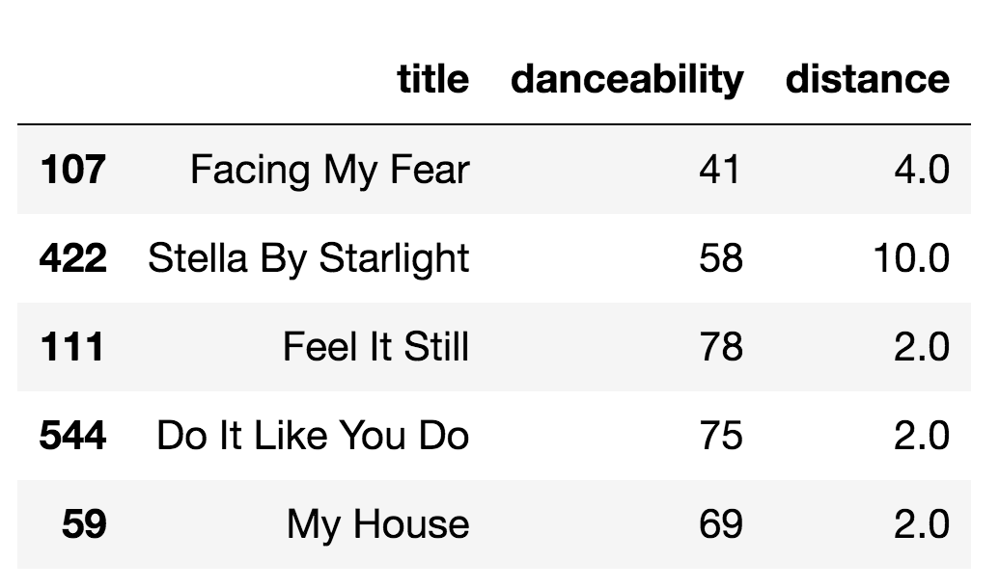 title danceability distance
107 Facing My Fear 41 4.0
422 Stella By Starlight 58 10.0
111 Feel It Still 78 2.0
544 Do It Like You Do 75 2.0
59 My House 69 2.0